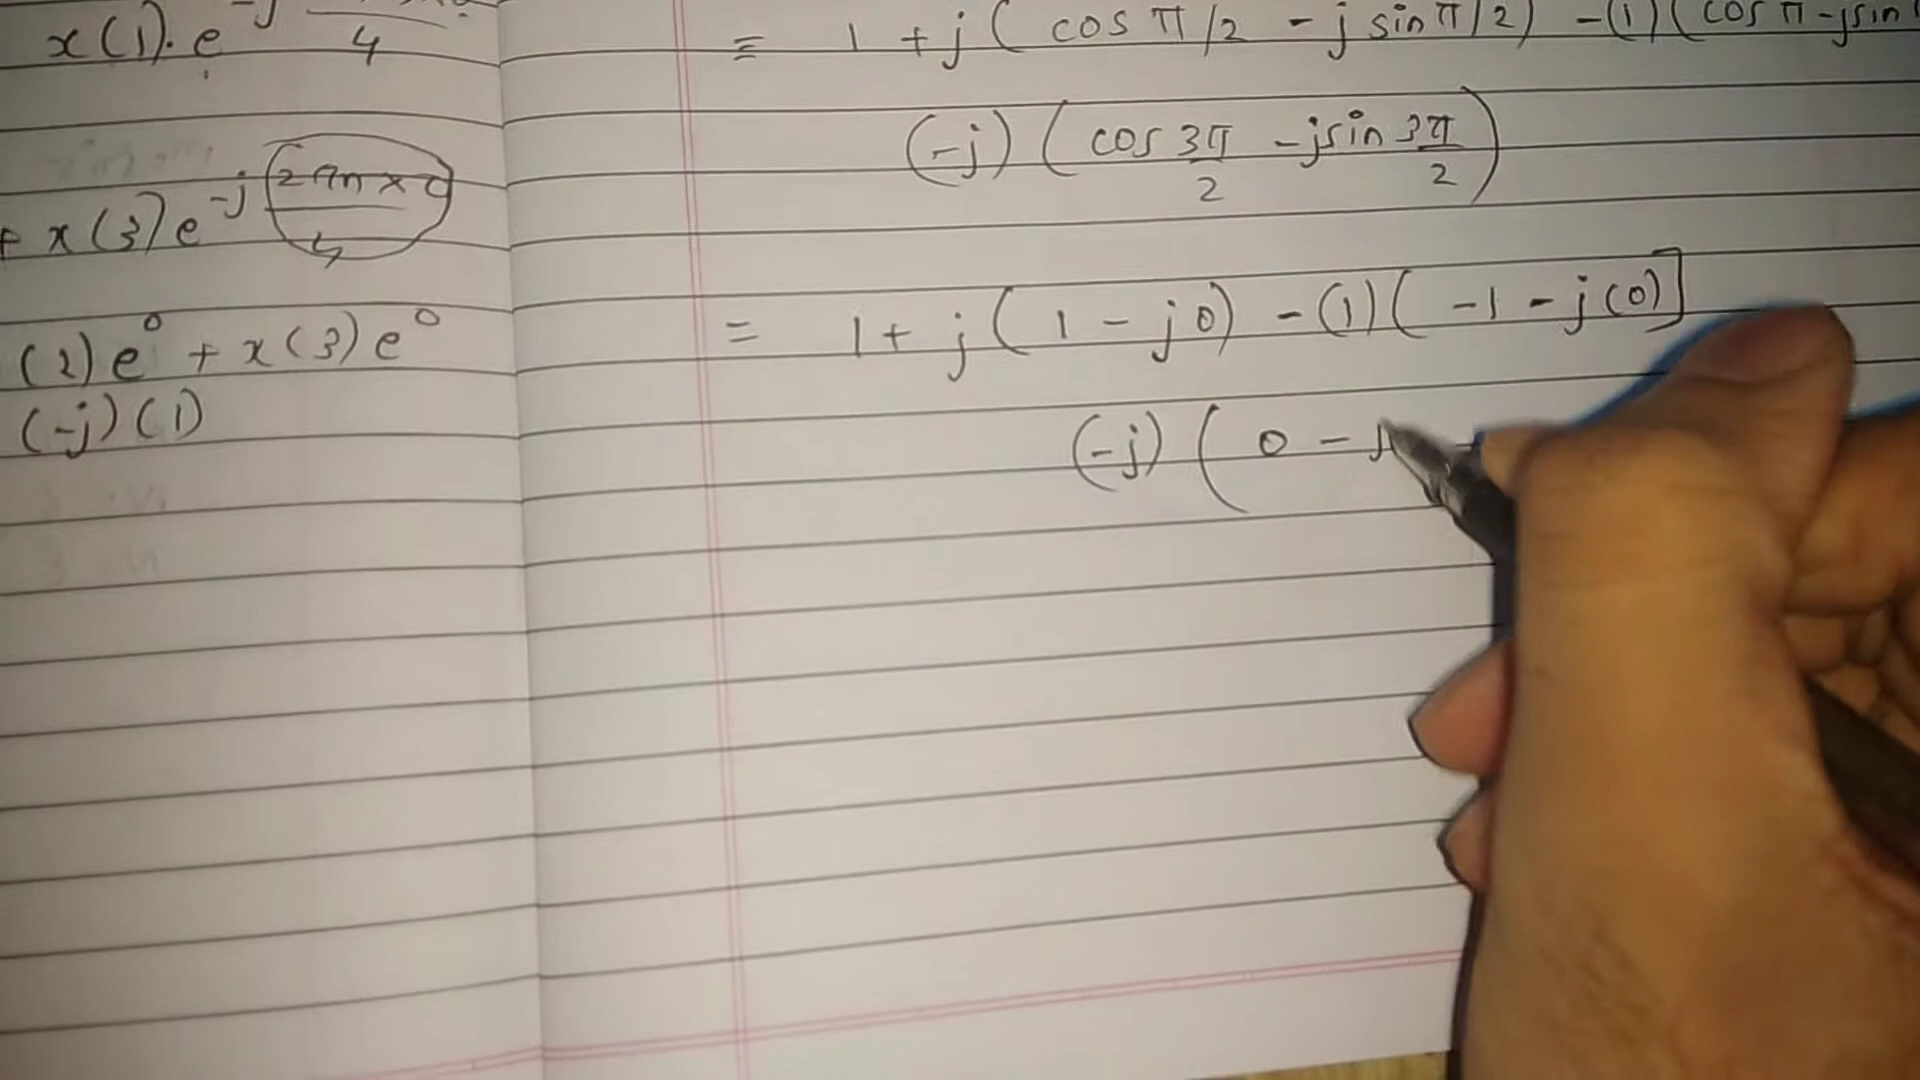 x(1). e^-j 4
+ x(3) e^-j 2πn×0/4
(2) e^0 + x(3) e^0
(-j) (1)
= 1 + j ( cos π/2 - j sin π/2) - (1) ( cos π - j sin
(-j) ( cos 3π/2 - j sin 3π/2 )
= 1 + j ( 1 - j0) - (1) ( -1 - j (0) ]
(-j) ( 0 - j